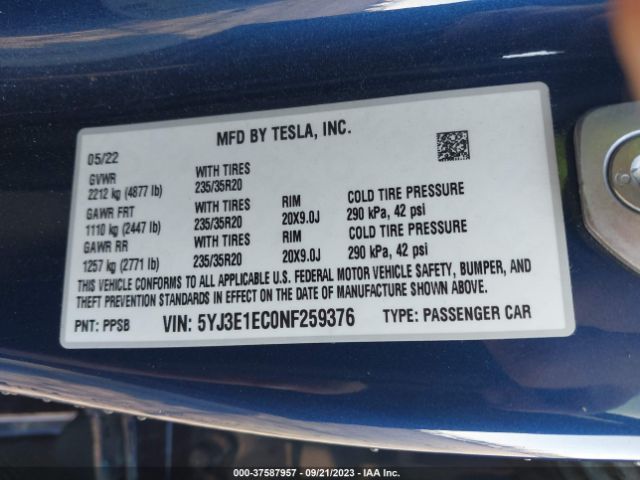 MFD BY TESLA, INC.
05/22
GVWR WITH TIRES
2212 kg (4877 lb) 235/35R20
GAWR FRT WITH TIRES RIM COLD TIRE PRESSURE
1110 kg (2447 lb) 235/35R20 20X9.0J 290 kPa, 42 psi
GAWR RR WITH TIRES RIM COLD TIRE PRESSURE
1257 kg (2771 lb) 235/35R20 20X9.0J 290 kPa, 42 psi
THIS VEHICLE CONFORMS TO ALL APPLICABLE U.S. FEDERAL MOTOR VEHICLE SAFETY, BUMPER, AND
THEFT PREVENTION STANDARDS IN EFFECT ON THE DATE OF MANUFACTURE SHOWN ABOVE.
PNT: PPSB VIN: 5YJ3E1EC0NF259376 TYPE: PASSENGER CAR
000-37587957 - 09/21/2023 - IAA Inc.